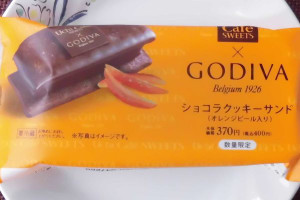 Café
SWEETS
×
GODIVA
Belgium 1926
ショコラクッキーサンド
(オレンジピール入り)
370円(税込400円)
数量限定